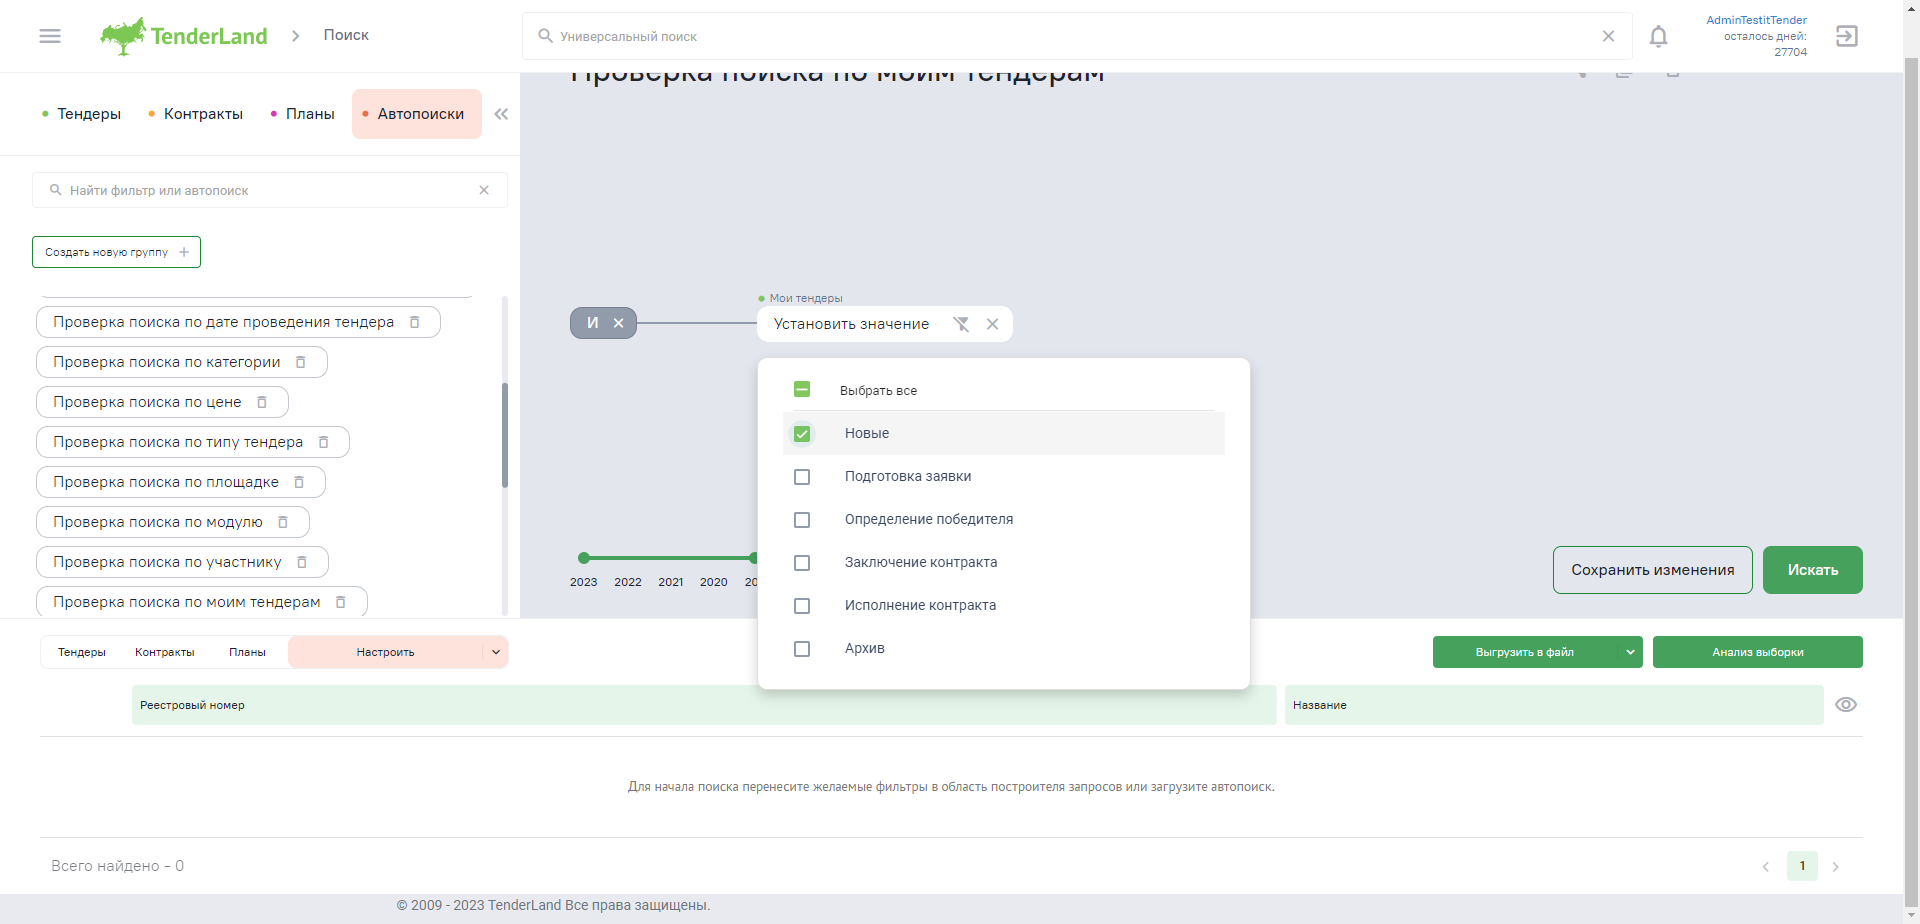 TenderLand
Поиск
Универсальный поиск
AdminTestitTender
осталось дней:
27704
Проверка поиска по моим тендерам
Тендеры
Контракты
Планы
Автопоиски
Найти фильтр или автопоиск
Создать новую группу
Проверка поиска по дате проведения тендера
Проверка поиска по категории
Проверка поиска по цене
Проверка поиска по типу тендера
Проверка поиска по площадке
Проверка поиска по модулю
Проверка поиска по участнику
Проверка поиска по моим тендерам
И
Мои тендеры
Установить значение
Выбрать все
Новые
Подготовка заявки
Определение победителя
Заключение контракта
Исполнение контракта
Архив
2023 2022 2021 2020 20
Сохранить изменения
Искать
Тендеры
Контракты
Планы
Настроить
Выгрузить в файл
Анализ выборки
Реестровый номер
Название
Для начала поиска перенесите желаемые фильтры в область построителя запросов или загрузите автопоиск.
Всего найдено - 0
1
© 2009 - 2023 TenderLand Все права защищены.